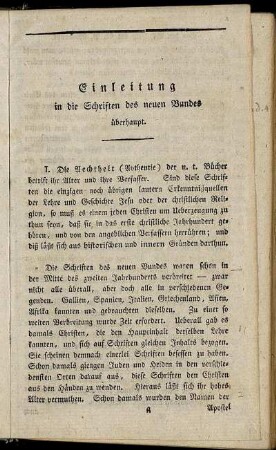 Einleitung
in die Schriften des neuen Bundes
überhaupt.
I. Die Aechtheit (Authentie) der n. t. Bücher
betrifft ihr Alter und ihre Verfasser. Sind diese Schrif-
ten die einzigen noch übrigen lautern Erkenntnißquellen
der Lehre und Geschichte Jesu oder der christlichen Reli-
gion, so muß es einem jeden Christen um Ueberzeugung zu
thun seyn, daß sie in das erste christliche Jahrhundert ge-
hören, und von den angeblichen Verfassern herrühren; und
diß läßt sich aus historischen und innern Gründen darthun.
Die Schriften des neuen Bundes waren schon in
der Mitte des zweiten Jahrhunderts verbreitet — zwar
nicht alle überall, aber doch alle in verschiedenen Ge-
genden. Gallien, Spanien, Italien, Griechenland, Asien,
Afrika kannten und gebrauchten dieselben. Zu einer so
weiten Verbreitung wurde Zeit erfordert. Ueberall gab es
damals Christen, die den Hauptinhalt derselben Lehre
kannten, und sich auf Schriften gleichen Inhalts bezogen.
Sie scheinen demnach einerlei Schriften besessen zu haben.
Schon damals giengen Juden und Heiden in den verschie-
densten Orten darauf aus, diese Schriften den Christen
aus den Händen zu winden. Hieraus läßt sich ihr hohes
Alter vermuthen. Schon damals wurden den Namen der
a Apostel